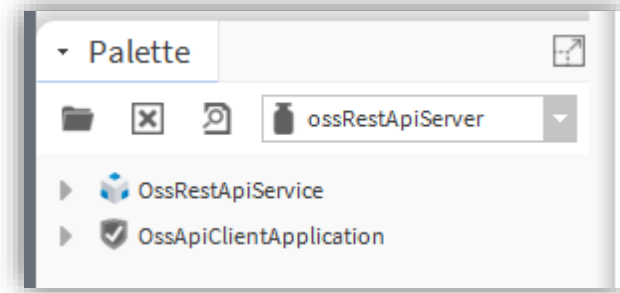 Palette
ossRestApiServer
OssRestApiService
OssApiClientApplication